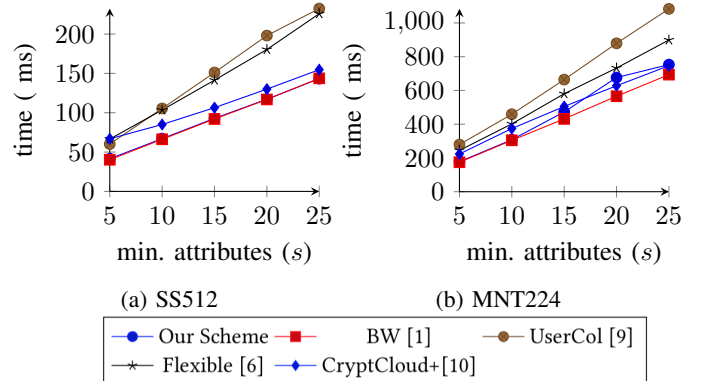 200
150
100
50
0
time ( ms)
5 10 15 20 25
min. attributes (s)
(a) SS512
1,000
800
600
400
200
0
time ( ms)
5 10 15 20 25
min. attributes (s)
(b) MNT224
Our Scheme BW [1] UserCol [9]
Flexible [6] CryptCloud+[10]